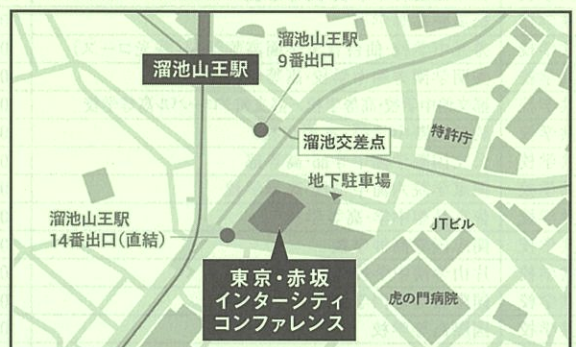 溜池山王駅
9番出口
溜池山王駅
溜池交差点
特許庁
地下駐車場
溜池山王駅
14番出口(直結)
JTビル
東京・赤坂
インターシティ
コンファレンス
虎の門病院